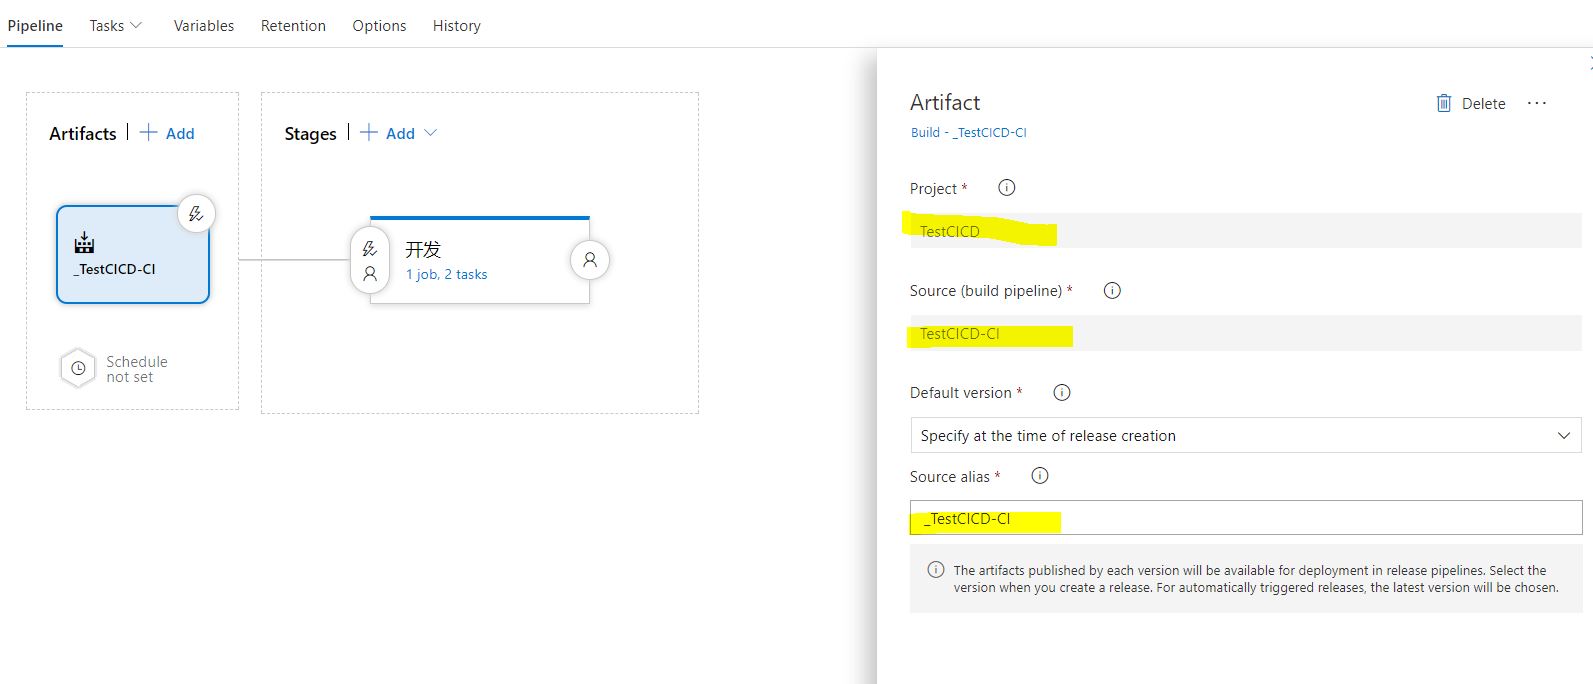 Pipeline Tasks Variables Retention Options History
Artifacts | + Add
Stages | + Add
_TestCICD-CI
Schedule
not set
开发
1 job, 2 tasks
Artifact
Delete ...
Build - _TestCICD-CI
Project *
TestCICD
Source (build pipeline) *
TestCICD-CI
Default version *
Specify at the time of release creation
Source alias *
_TestCICD-CI
The artifacts published by each version will be available for deployment in release pipelines. Select the
version when you create a release. For automatically triggered releases, the latest version will be chosen.